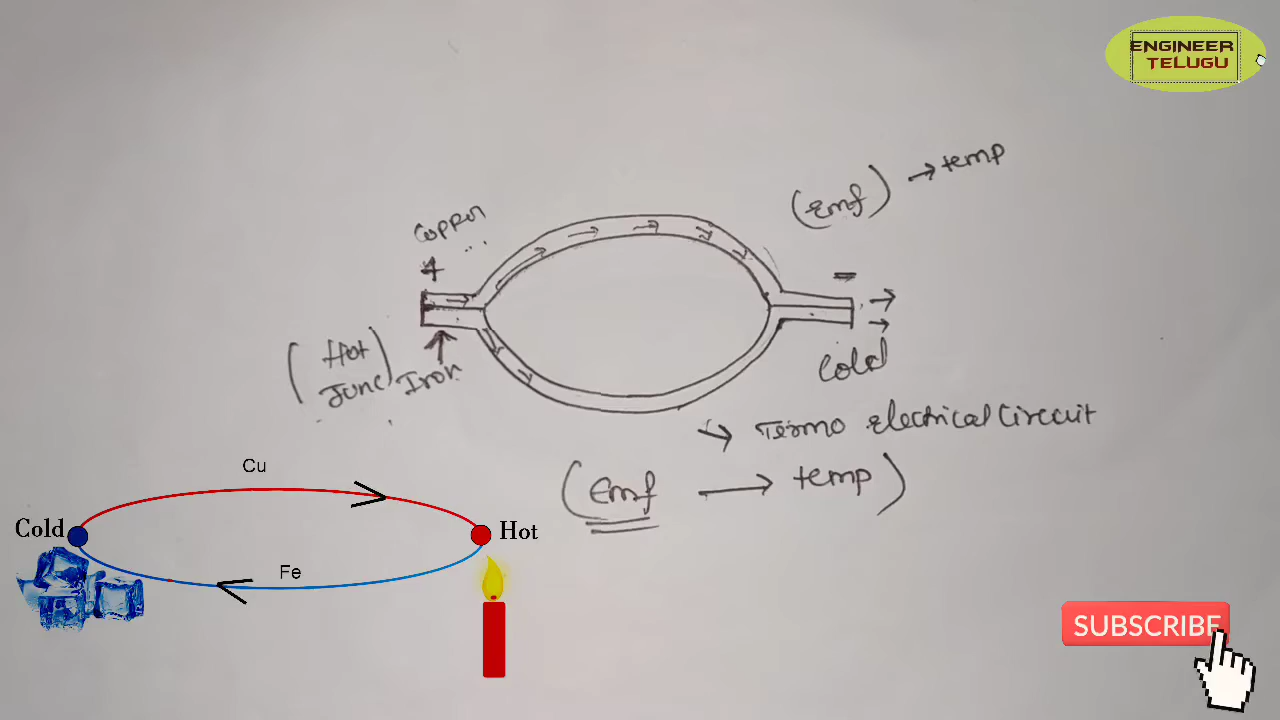 ENGINEER
TELUGU
(emf) → temp
Copper
+
-
(Hot
Junc)
Iron
Cold
→ Termo electrical circuit
(emf → temp)
Cu
Cold
Hot
Fe
SUBSCRIBE